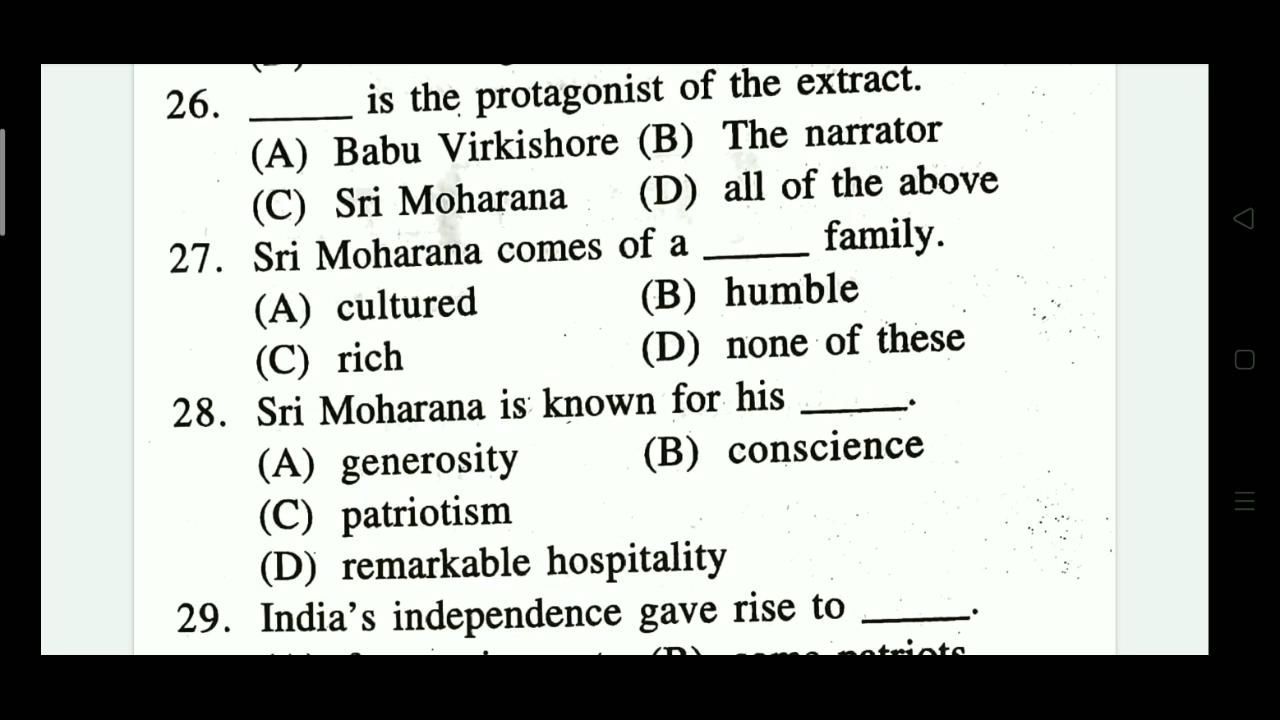 26. _____ is the protagonist of the extract.
(A) Babu Virkishore (B) The narrator
(C) Sri Moharana (D) all of the above
27. Sri Moharana comes of a _____ family.
(A) cultured (B) humble
(C) rich (D) none of these
28. Sri Moharana is known for his _____.
(A) generosity (B) conscience
(C) patriotism
(D) remarkable hospitality
29. India's independence gave rise to _____.
(B) some patriots